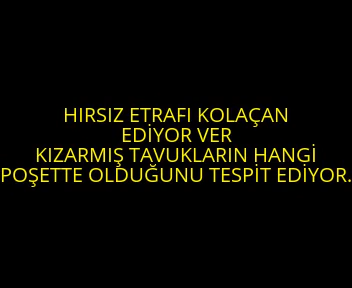 HIRSIZ ETRAFI KOLAÇAN
EDİYOR VER
KIZARMIŞ TAVUKLARIN HANGİ
POŞETTE OLDUĞUNU TESPİT EDİYOR.